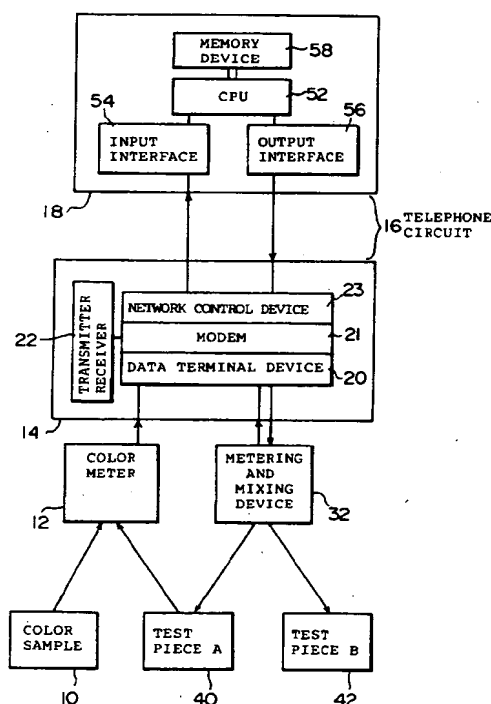 MEMORY
DEVICE
58
CPU
52
54
56
INPUT
INTERFACE
OUTPUT
INTERFACE
18
16 TELEPHONE
CIRCUIT
NETWORK CONTROL DEVICE
23
22
TRANSMITTER
RECEIVER
MODEM
21
DATA TERMINAL DEVICE
20
14
COLOR
METER
METERING
AND
MIXING
DEVICE
12
32
COLOR
SAMPLE
TEST
PIECE A
TEST
PIECE B
10
40
42